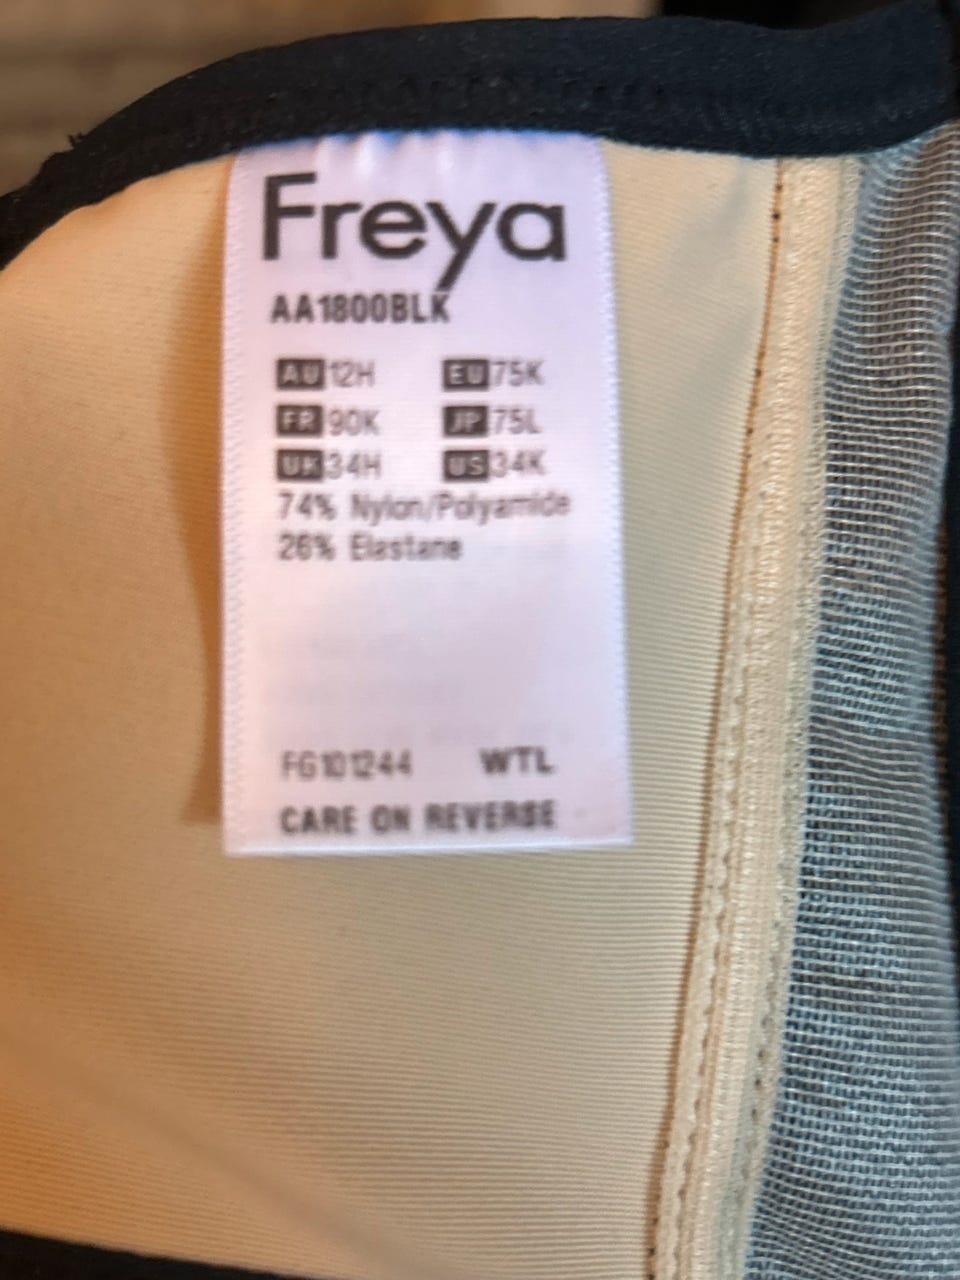 Freya
AA1800BLK
AU 12H EU 75K
FR 90K JP 75L
UK 34H US 34K
74% Nylon/Polyamide
26% Elastane
FG101244 WTL
CARE ON REVERSE